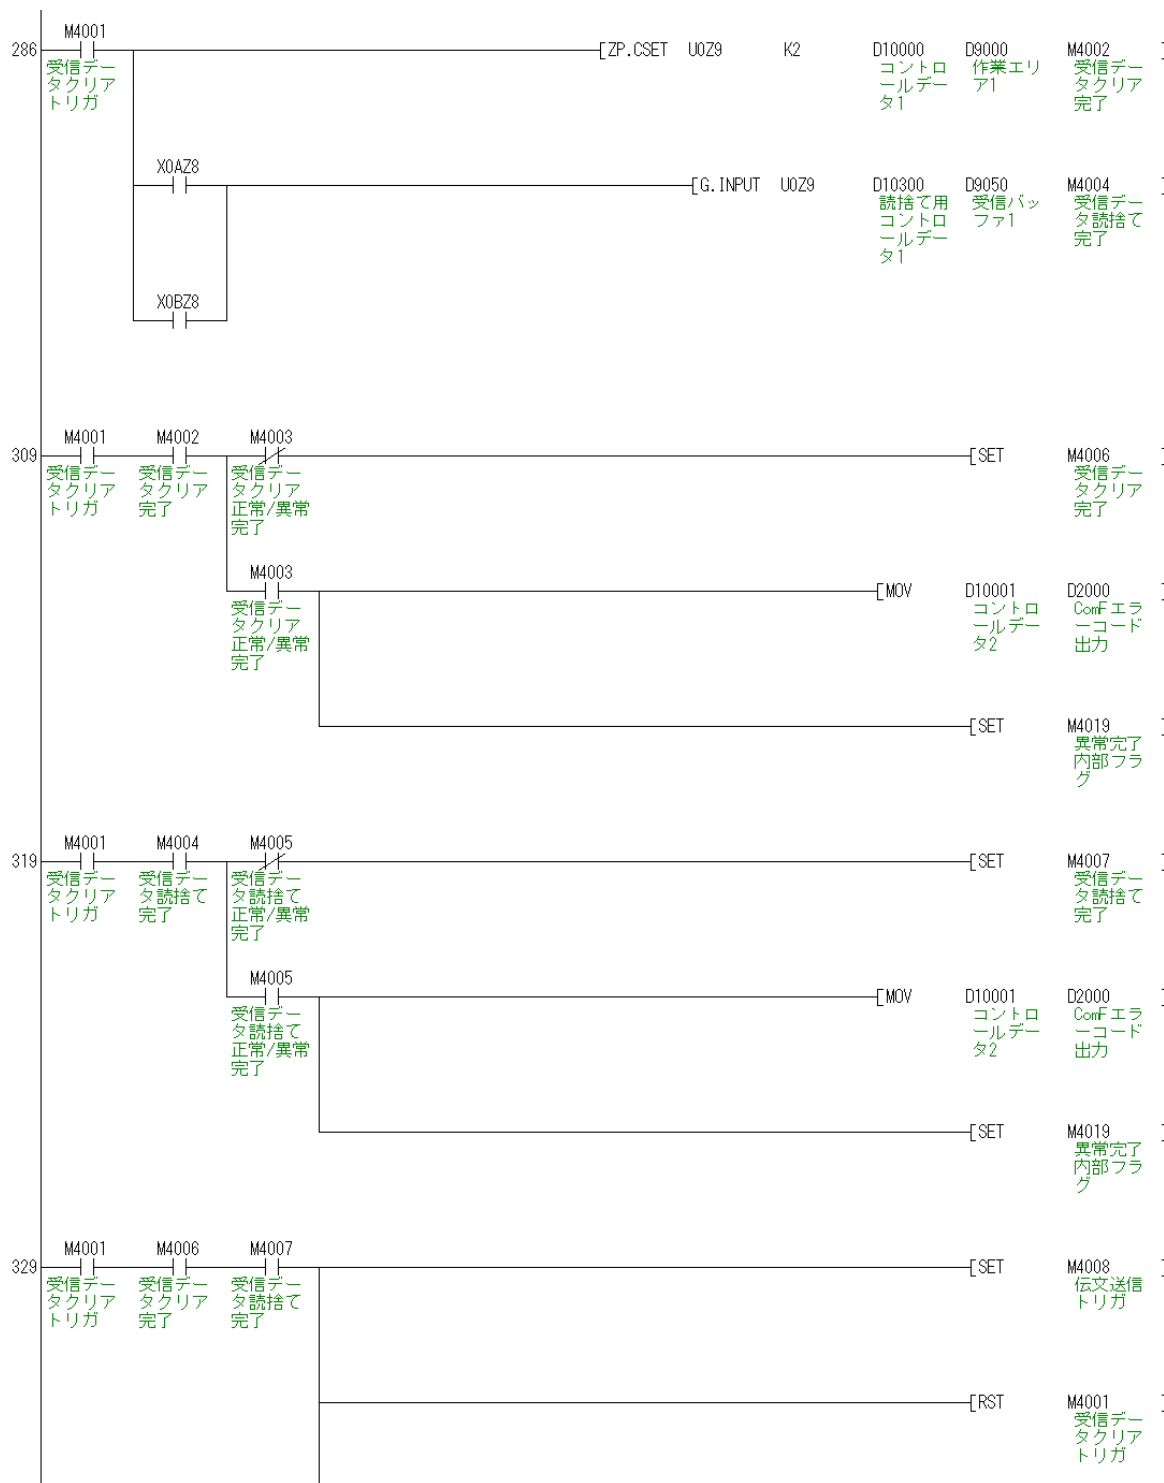 M4001
286
[ZP.CSET U0Z9 K2 D10000 D9000 M4002 ]
受信デー
タクリア
トリガ
コントロ
ールデー
タ1
作業エリ
ア1
受信デー
タクリア
完了
X0AZ8
[G.INPUT U0Z9 D10300 D9050 M4004 ]
読捨て用
コントロ
ールデー
タ1
受信バッ
ファ1
受信デー
タ読捨て
完了
X0BZ8
M4001 M4002 M4003
309
[SET M4006 ]
受信デー
タクリア
トリガ
受信デー
タクリア
完了
受信デー
タクリア
正常/異常
完了
受信デー
タクリア
完了
M4003
[MOV D10001 D2000 ]
受信デー
タクリア
正常/異常
完了
コントロ
ールデー
タ2
ComFエラ
ーコード
出力
[SET M4019 ]
異常完了
内部フラ
グ
M4001 M4004 M4005
319
[SET M4007 ]
受信デー
タクリア
トリガ
受信デー
タ読捨て
完了
受信デー
タ読捨て
正常/異常
完了
受信デー
タ読捨て
完了
M4005
[MOV D10001 D2000 ]
受信デー
タ読捨て
正常/異常
完了
コントロ
ールデー
タ2
ComFエラ
ーコード
出力
[SET M4019 ]
異常完了
内部フラ
グ
M4001 M4006 M4007
329
[SET M4008 ]
受信デー
タクリア
トリガ
受信デー
タクリア
完了
受信デー
タ読捨て
完了
伝文送信
トリガ
[RST M4001 ]
受信デー
タクリア
トリガ